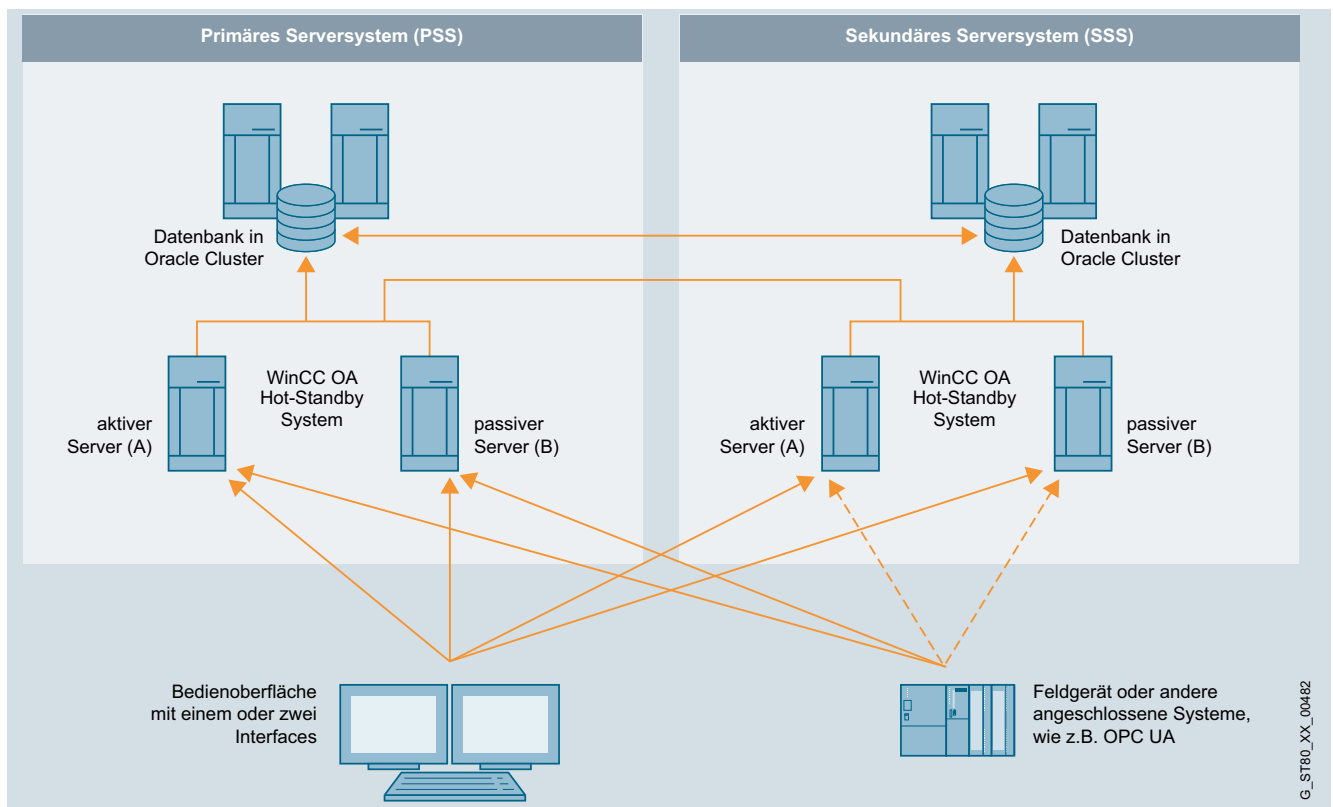 Primäres Serversystem (PSS)
Sekundäres Serversystem (SSS)
Datenbank in
Oracle Cluster
Datenbank in
Oracle Cluster
WinCC OA
Hot-Standby
System
aktiver
Server (A)
passiver
Server (B)
WinCC OA
Hot-Standby
System
aktiver
Server (A)
passiver
Server (B)
Bedienoberfläche
mit einem oder zwei
Interfaces
Feldgerät oder andere
angeschlossene Systeme,
wie z.B. OPC UA
G_ST80_XX_00482